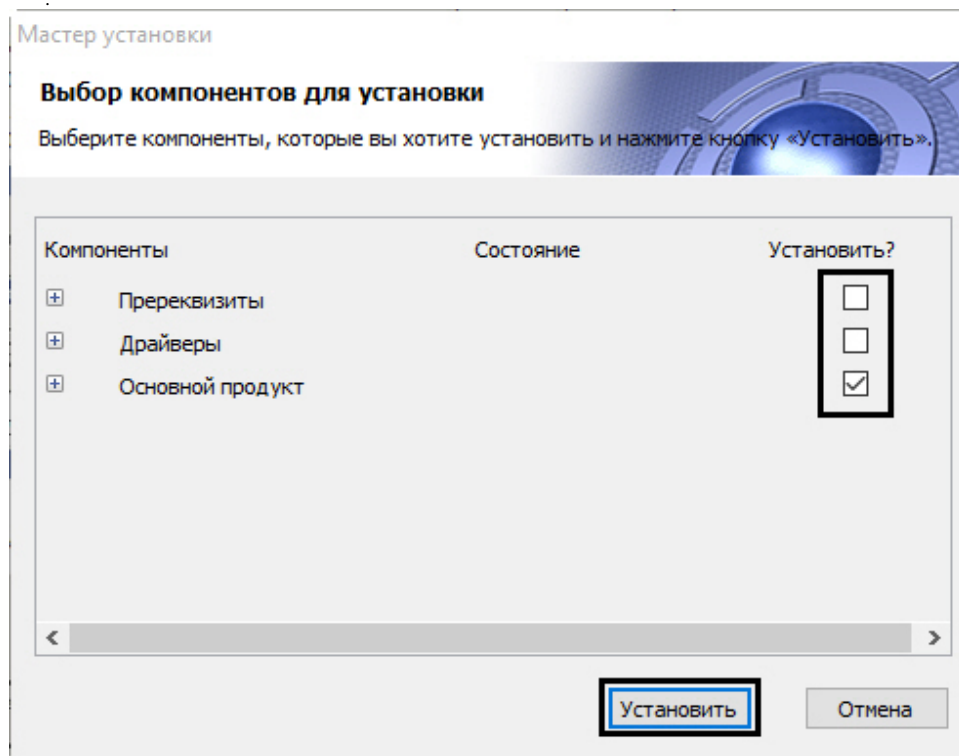 Мастер установки
Выбор компонентов для установки
Выберите компоненты, которые вы хотите установить и нажмите кнопку «Установить».
Компоненты Состояние Установить?
Пререквизиты
Драйверы
Основной продукт
Установить Отмена